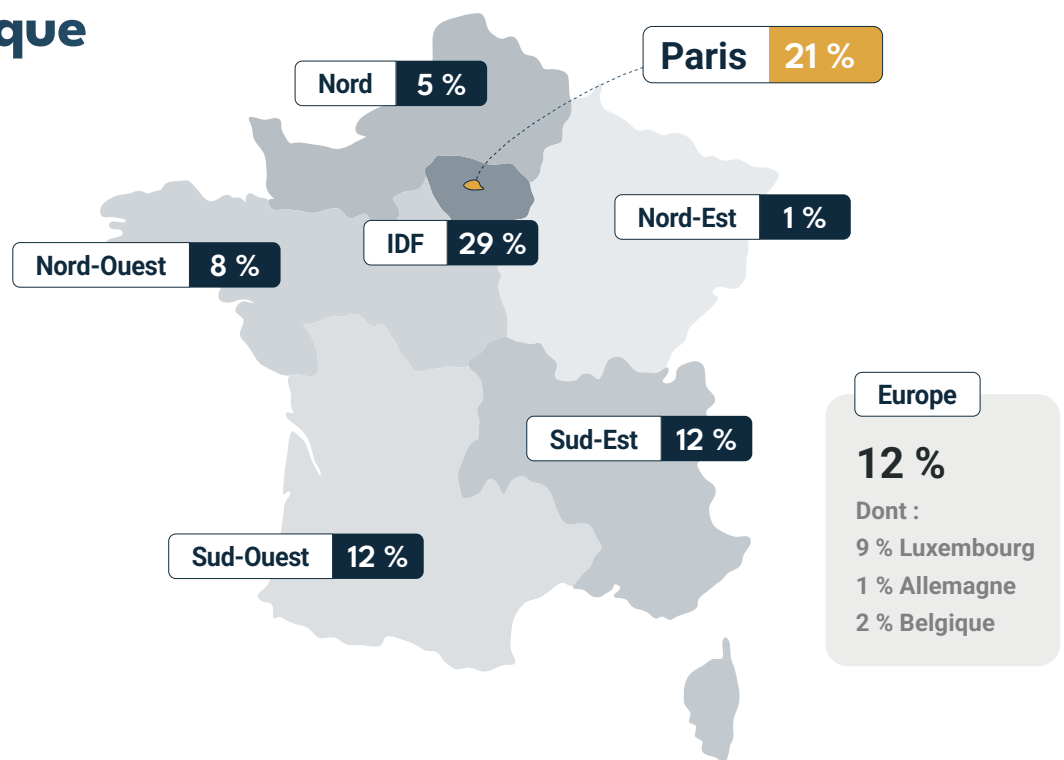 que
Paris 21 %
Nord 5 %
Nord-Est 1 %
IDF 29 %
Nord-Ouest 8 %
Europe
12 %
Dont :
9 % Luxembourg
1 % Allemagne
2 % Belgique
Sud-Est 12 %
Sud-Ouest 12 %